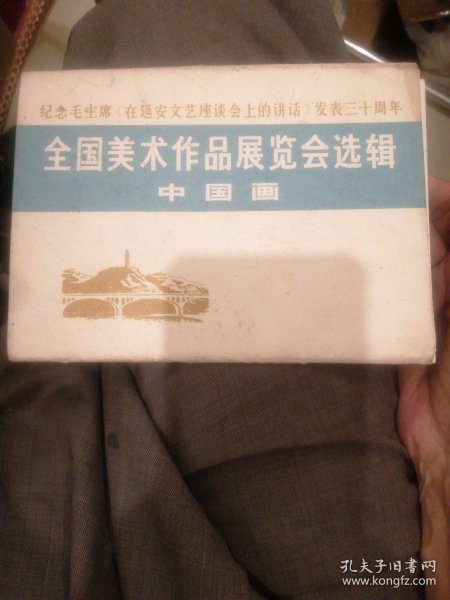 纪念毛主席《在延安文艺座谈会上的讲话》发表三十周年
全国美术作品展览会选辑
中国画
孔夫子旧书网
www.kongfz.com